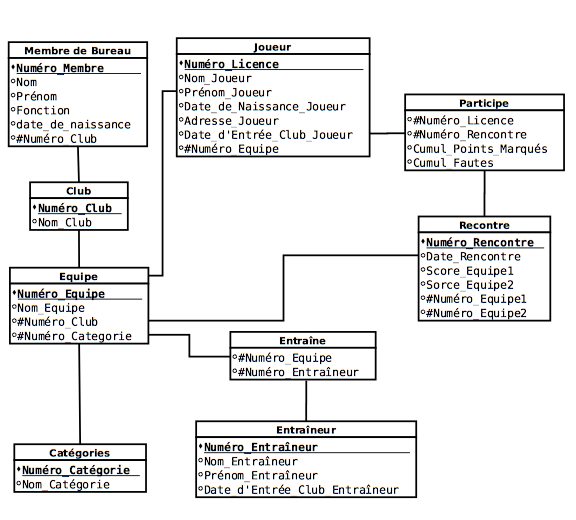 Membre de Bureau
Numéro_Membre
Nom
Prénom
Fonction
date_de_naissance
#Numéro_Club
Joueur
Numéro_Licence
Nom_Joueur
Prénom_Joueur
Date_de_Naissance_Joueur
Adresse_Joueur
Date_d'Entrée_Club_Joueur
#Numéro_Equipe
Participe
#Numéro_Licence
#Numéro_Rencontre
Cumul_Points_Marqués
Cumul_Fautes
Club
Numéro_Club
Nom_Club
Recontre
Numéro_Rencontre
Date_Rencontre
Score_Equipe1
Sorce_Equipe2
#Numéro_Equipe1
#Numéro_Equipe2
Equipe
Numéro_Equipe
Nom_Equipe
#Numéro_Club
#Numéro_Categorie
Entraîne
#Numéro_Equipe
#Numéro_Entraîneur
Entraîneur
Numéro_Entraîneur
Nom_Entraîneur
Prénom_Entraîneur
Date_d'Entrée_Club_Entraîneur
Catégories
Numéro_Catégorie
Nom_Catégorie